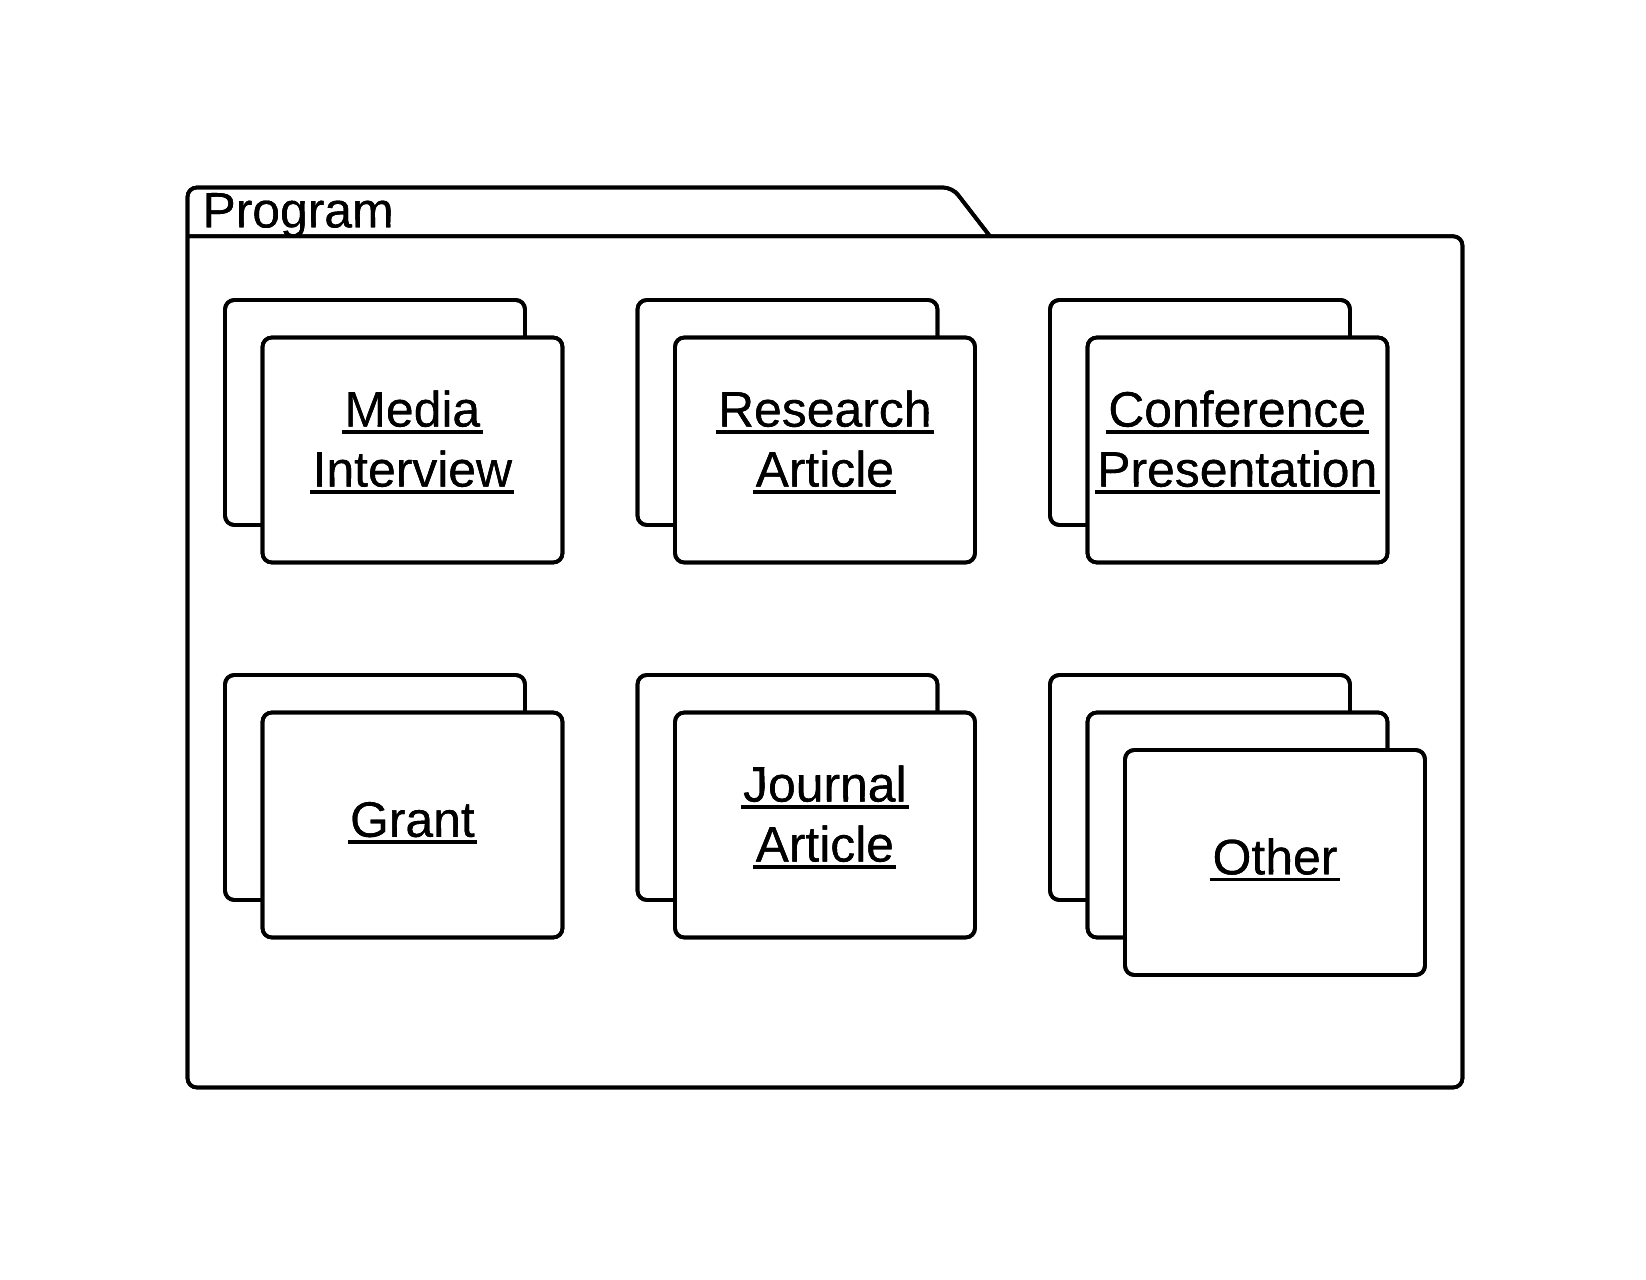 Program
Media
Interview
Research
Article
Conference
Presentation
Grant
Journal
Article
Other